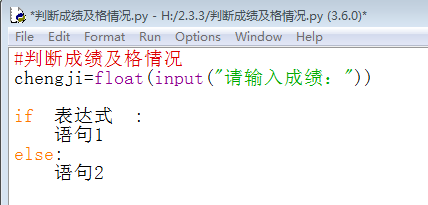 *判断成绩及格情况.py - H:/2.3.3/判断成绩及格情况.py (3.6.0)*
File Edit Format Run Options Window Help
#判断成绩及格情况
chengji=float(input("请输入成绩："))
if 表达式 :
语句1
else:
语句2